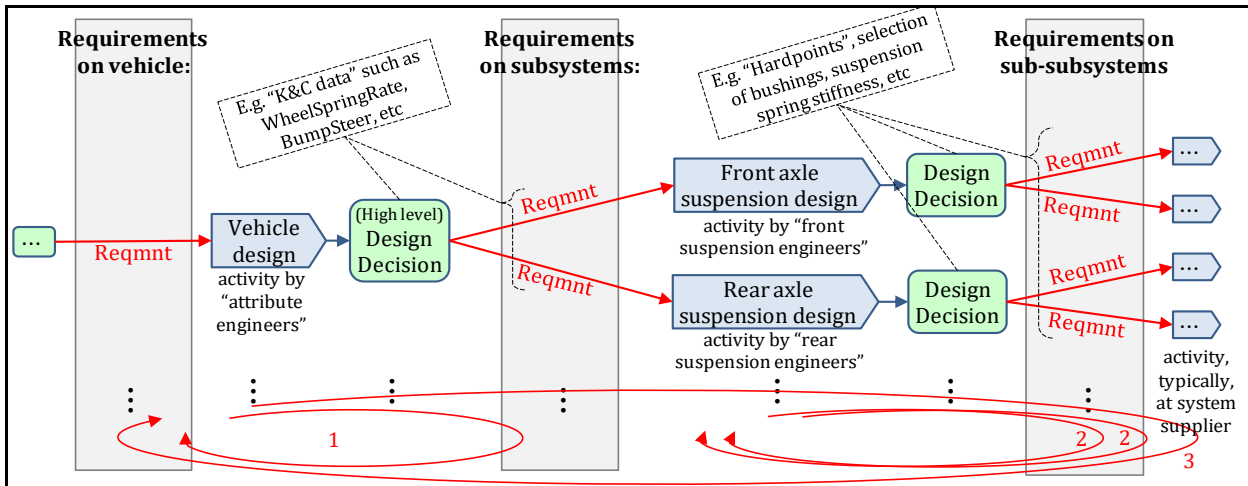 Requirements
on vehicle:
E.g. “K&C data” such as
WheelSpringRate,
BumpSteer, etc
Requirements
on subsystems:
E.g. “Hardpoints”, selection
of bushings, suspension
spring stiffness, etc
Requirements on
sub-subsystems
...
Reqmnt
Vehicle
design
activity by
“attribute
engineers”
(High level)
Design
Decision
Reqmnt
Reqmnt
Front axle
suspension design
activity by “front
suspension engineers”
Design
Decision
Rear axle
suspension design
activity by “rear
suspension engineers”
Design
Decision
Reqmnt
Reqmnt
Reqmnt
Reqmnt
...
...
...
...
activity,
typically,
at system
supplier
1
2
2
3